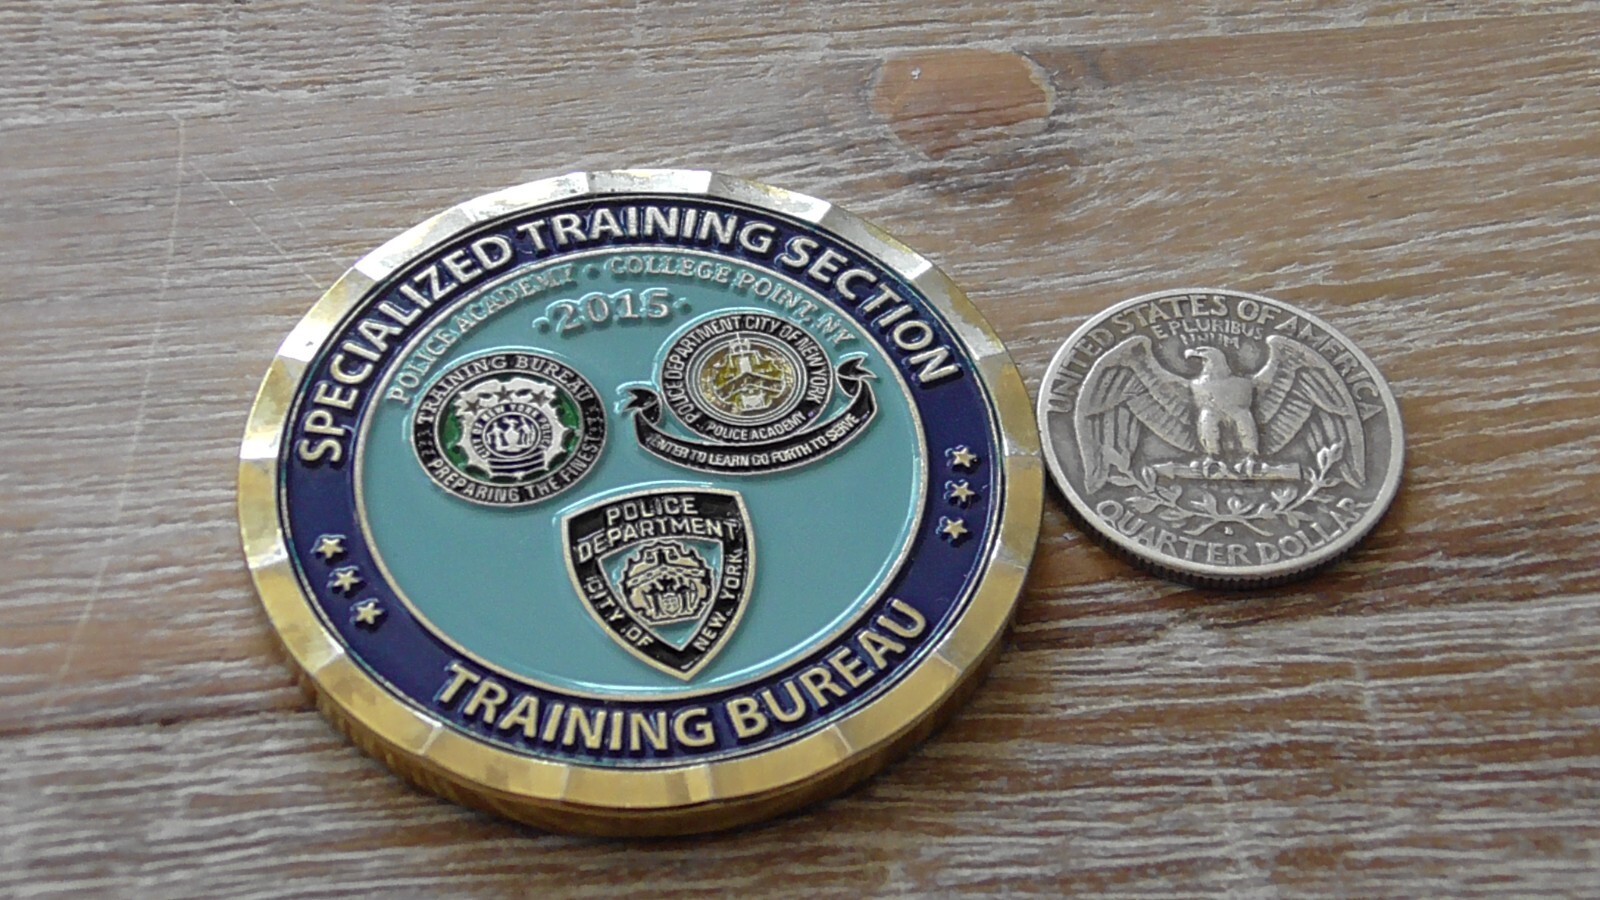 SPECIALIZED TRAINING SECTION
POLICE ACADEMY • COLLEGE POINT, NY
·2015·
TRAINING BUREAU
PREPARING THE FINEST
POLICE DEPARTMENT CITY OF NEW YORK
POLICE ACADEMY
ENTER TO LEARN GO FORTH TO SERVE
POLICE
DEPARTMENT
CITY OF
NEW YORK
TRAINING BUREAU
UNITED STATES OF AMERICA
E PLURIBUS
UNUM
QUARTER DOLLAR